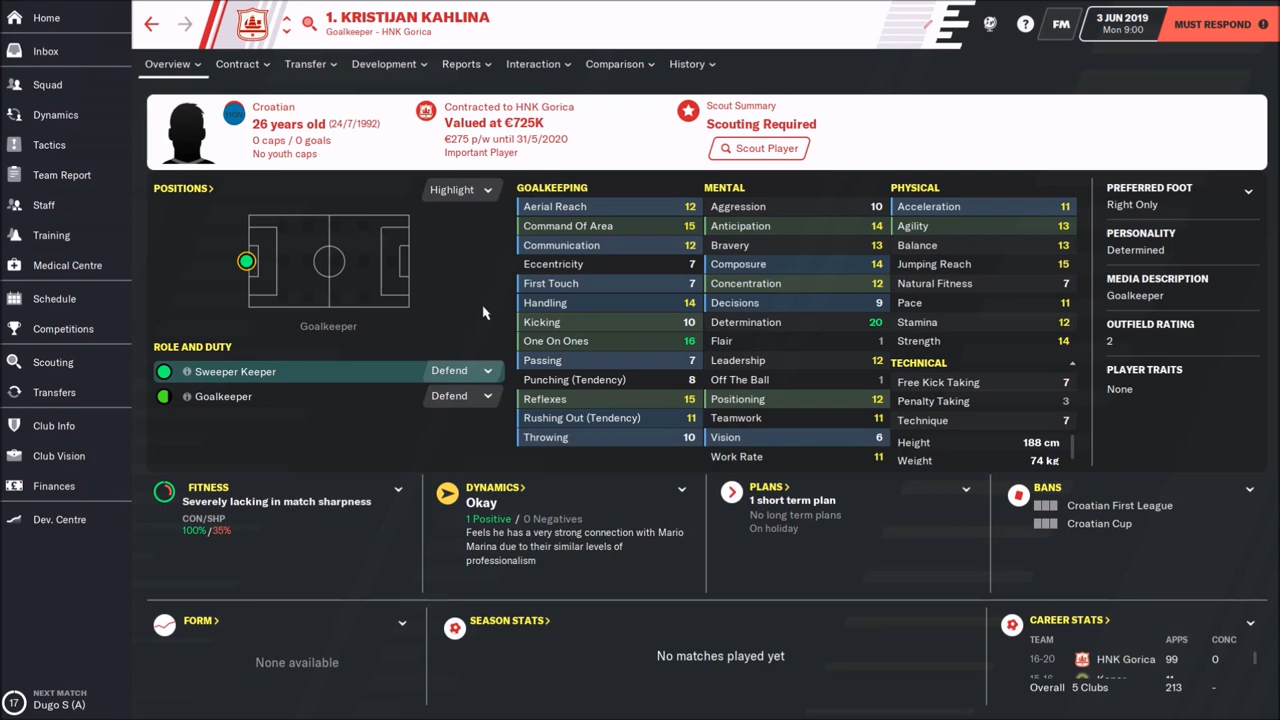 Home
Inbox
Squad
Dynamics
Tactics
Team Report
Staff
Training
Medical Centre
Schedule
Competitions
Scouting
Transfers
Club Info
Club Vision
Finances
Dev. Centre
17
NEXT MATCH
Dugo S (A)
1. KRISTIJAN KAHLINA
Goalkeeper - HNK Gorica
?
FM
3 JUN 2019
Mon 9:00
MUST RESPOND
Overview
Contract
Transfer
Development
Reports
Interaction
Comparison
History
Croatian
26 years old (24/7/1992)
0 caps / 0 goals
No youth caps
Contracted to HNK Gorica
Valued at €725K
€275 p/w until 31/5/2020
Important Player
Scout Summary
Scouting Required
Scout Player
POSITIONS
Highlight
Goalkeeper
ROLE AND DUTY
Sweeper Keeper Defend
Goalkeeper Defend
GOALKEEPING
Aerial Reach 12
Command Of Area 15
Communication 12
Eccentricity 7
First Touch 7
Handling 14
Kicking 10
One On Ones 16
Passing 7
Punching (Tendency) 8
Reflexes 15
Rushing Out (Tendency) 11
Throwing 10
MENTAL
Aggression 10
Anticipation 14
Bravery 13
Composure 14
Concentration 12
Decisions 9
Determination 20
Flair 1
Leadership 12
Off The Ball 1
Positioning 12
Teamwork 11
Vision 6
Work Rate 11
PHYSICAL
Acceleration 11
Agility 13
Balance 13
Jumping Reach 15
Natural Fitness 7
Pace 11
Stamina 12
Strength 14
TECHNICAL
Free Kick Taking 7
Penalty Taking 3
Technique 7
Height 188 cm
Weight 74 kg
PREFERRED FOOT
Right Only
PERSONALITY
Determined
MEDIA DESCRIPTION
Goalkeeper
OUTFIELD RATING
2
PLAYER TRAITS
None
FITNESS
Severely lacking in match sharpness
CON/SHP
100%/35%
DYNAMICS
Okay
1 Positive / 0 Negatives
Feels he has a very strong connection with Mario
Marina due to their similar levels of
professionalism
PLANS
1 short term plan
No long term plans
On holiday
BANS
Croatian First League
Croatian Cup
FORM
None available
SEASON STATS
No matches played yet
CAREER STATS
TEAM APPS CONC
16-20 HNK Gorica 99 0
Overall 5 Clubs 213 -